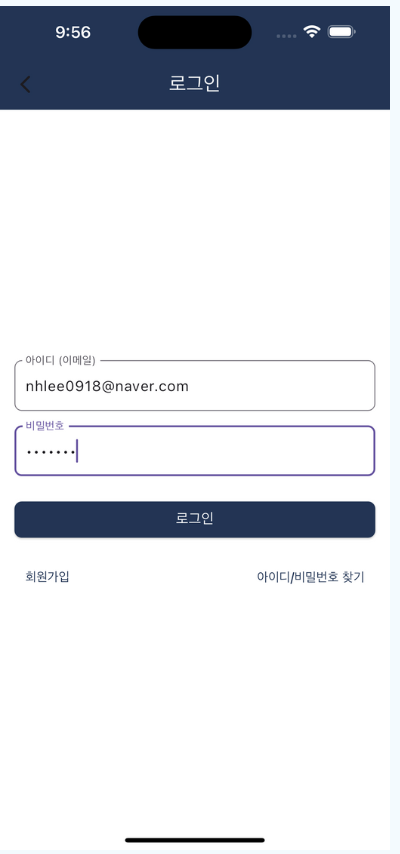 9:56
로그인
아이디 (이메일)
nhlee0918@naver.com
비밀번호
•••••••
로그인
회원가입 아이디/비밀번호 찾기